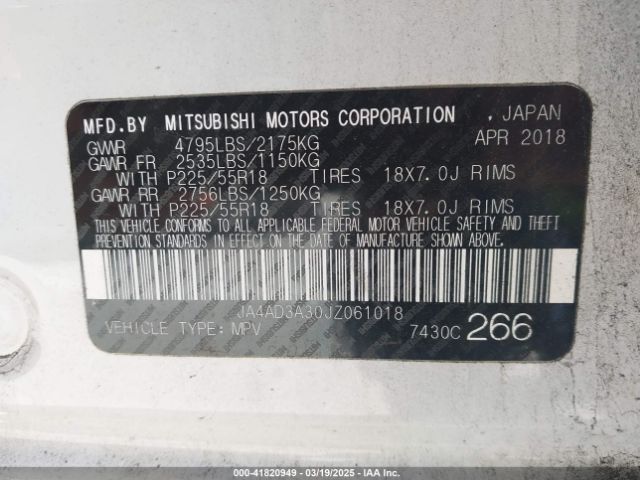 MFD.BY MITSUBISHI MOTORS CORPORATION , JAPAN
GVWR 4795LBS/2175KG APR 2018
GAWR FR 2535LBS/1150KG
WITH P225/55R18 TIRES 18X7.0J RIMS
GAWR RR 2756LBS/1250KG
WITH P225/55R18 TIRES 18X7.0J RIMS
THIS VEHICLE CONFORMS TO ALL APPLICABLE FEDERAL MOTOR VEHICLE SAFETY AND THEFT
PREVENTION STANDARDS IN EFFECT ON THE DATE OF MANUFACTURE SHOWN ABOVE.
JA4AD3A30JZ061018
VEHICLE TYPE: MPV 7430C 266
000-41820949 - 03/19/2025 - IAA Inc.